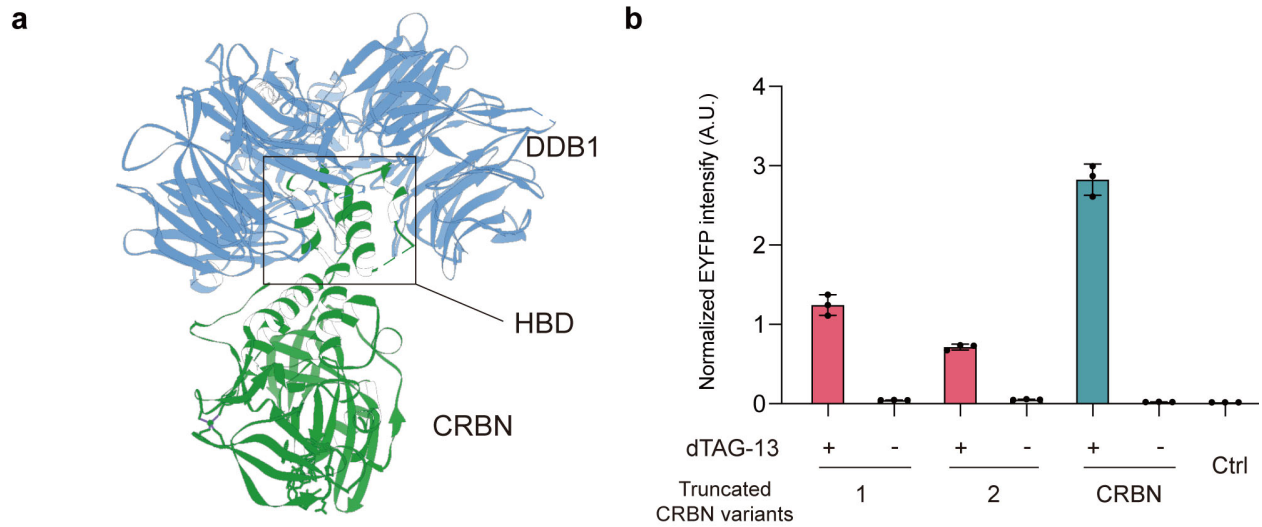 a
DDB1
HBD
CRBN
b
Normalized EYFP intensify (A.U.)
4
3
2
1
0
dTAG-13 + - + - + -
Truncated
CRBN variants
1 2 CRBN Ctrl